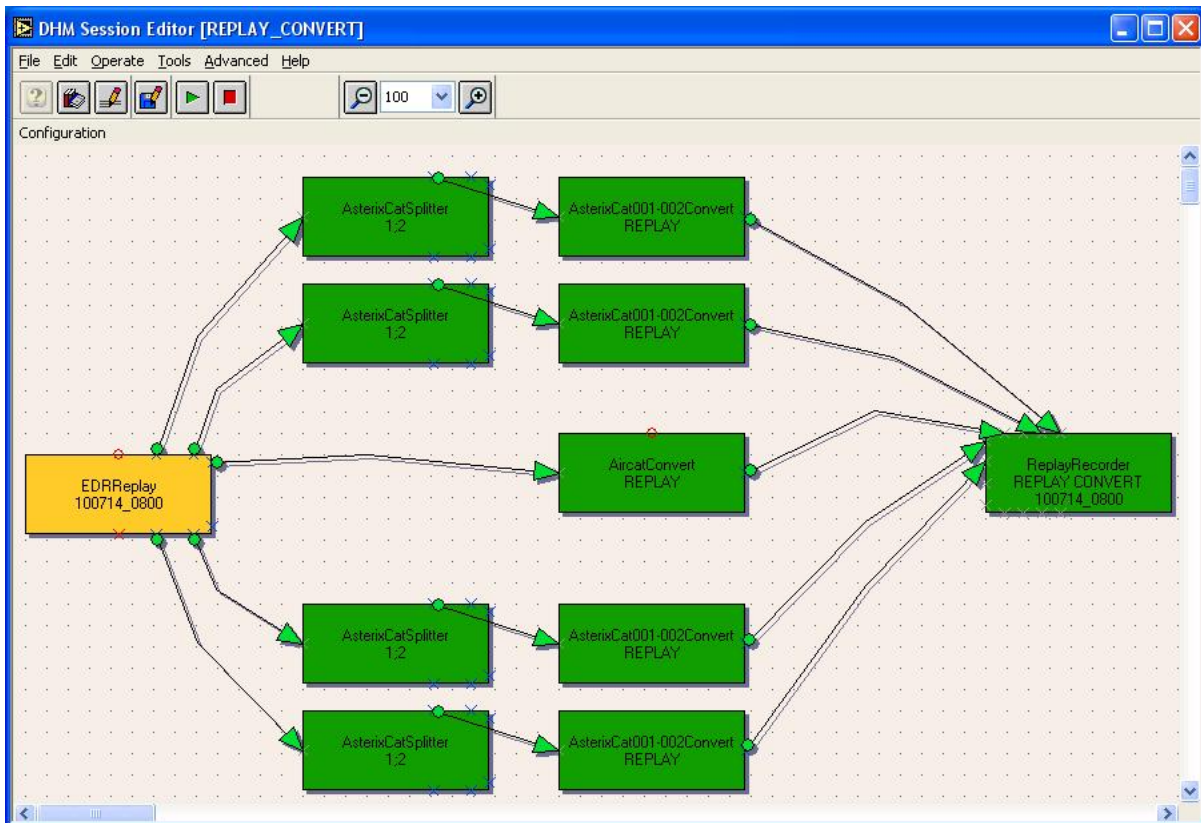 DHM Session Editor [REPLAY_CONVERT]
File Edit Operate Tools Advanced Help
100
Configuration
AsterixCatSplitter
1;2
AsterixCat001-002Convert
REPLAY
AsterixCatSplitter
1;2
AsterixCat001-002Convert
REPLAY
EDRReplay
100714_0800
AircatConvert
REPLAY
ReplayRecorder
REPLAY CONVERT
100714_0800
AsterixCatSplitter
1;2
AsterixCat001-002Convert
REPLAY
AsterixCatSplitter
1;2
AsterixCat001-002Convert
REPLAY